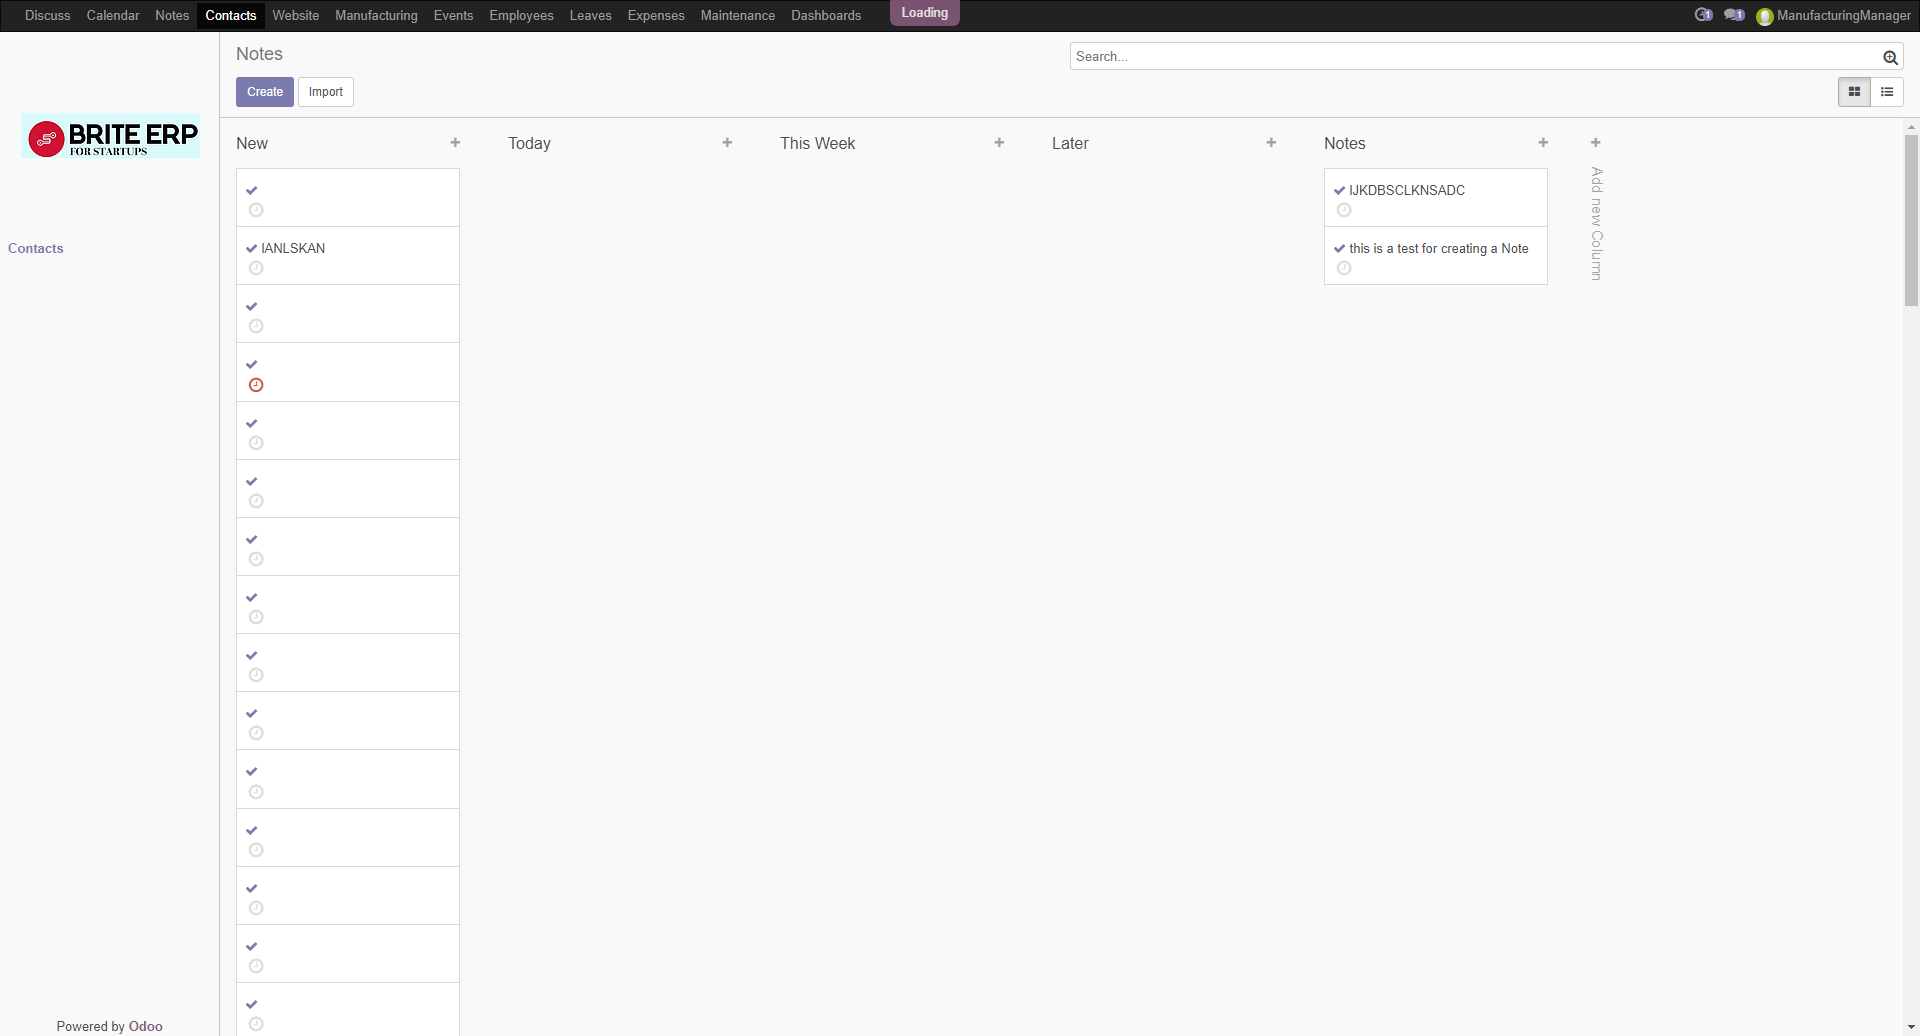 Discuss Calendar Notes Contacts Website Manufacturing Events Employees Leaves Expenses Maintenance Dashboards Loading 1 1 ManufacturingManager
Notes
Search...
Create Import
BRITE ERP
FOR STARTUPS
Contacts
New Today This Week Later Notes
Add new Column
IJKDBSCLKNSADC
IANLSKAN
this is a test for creating a Note
Powered by Odoo